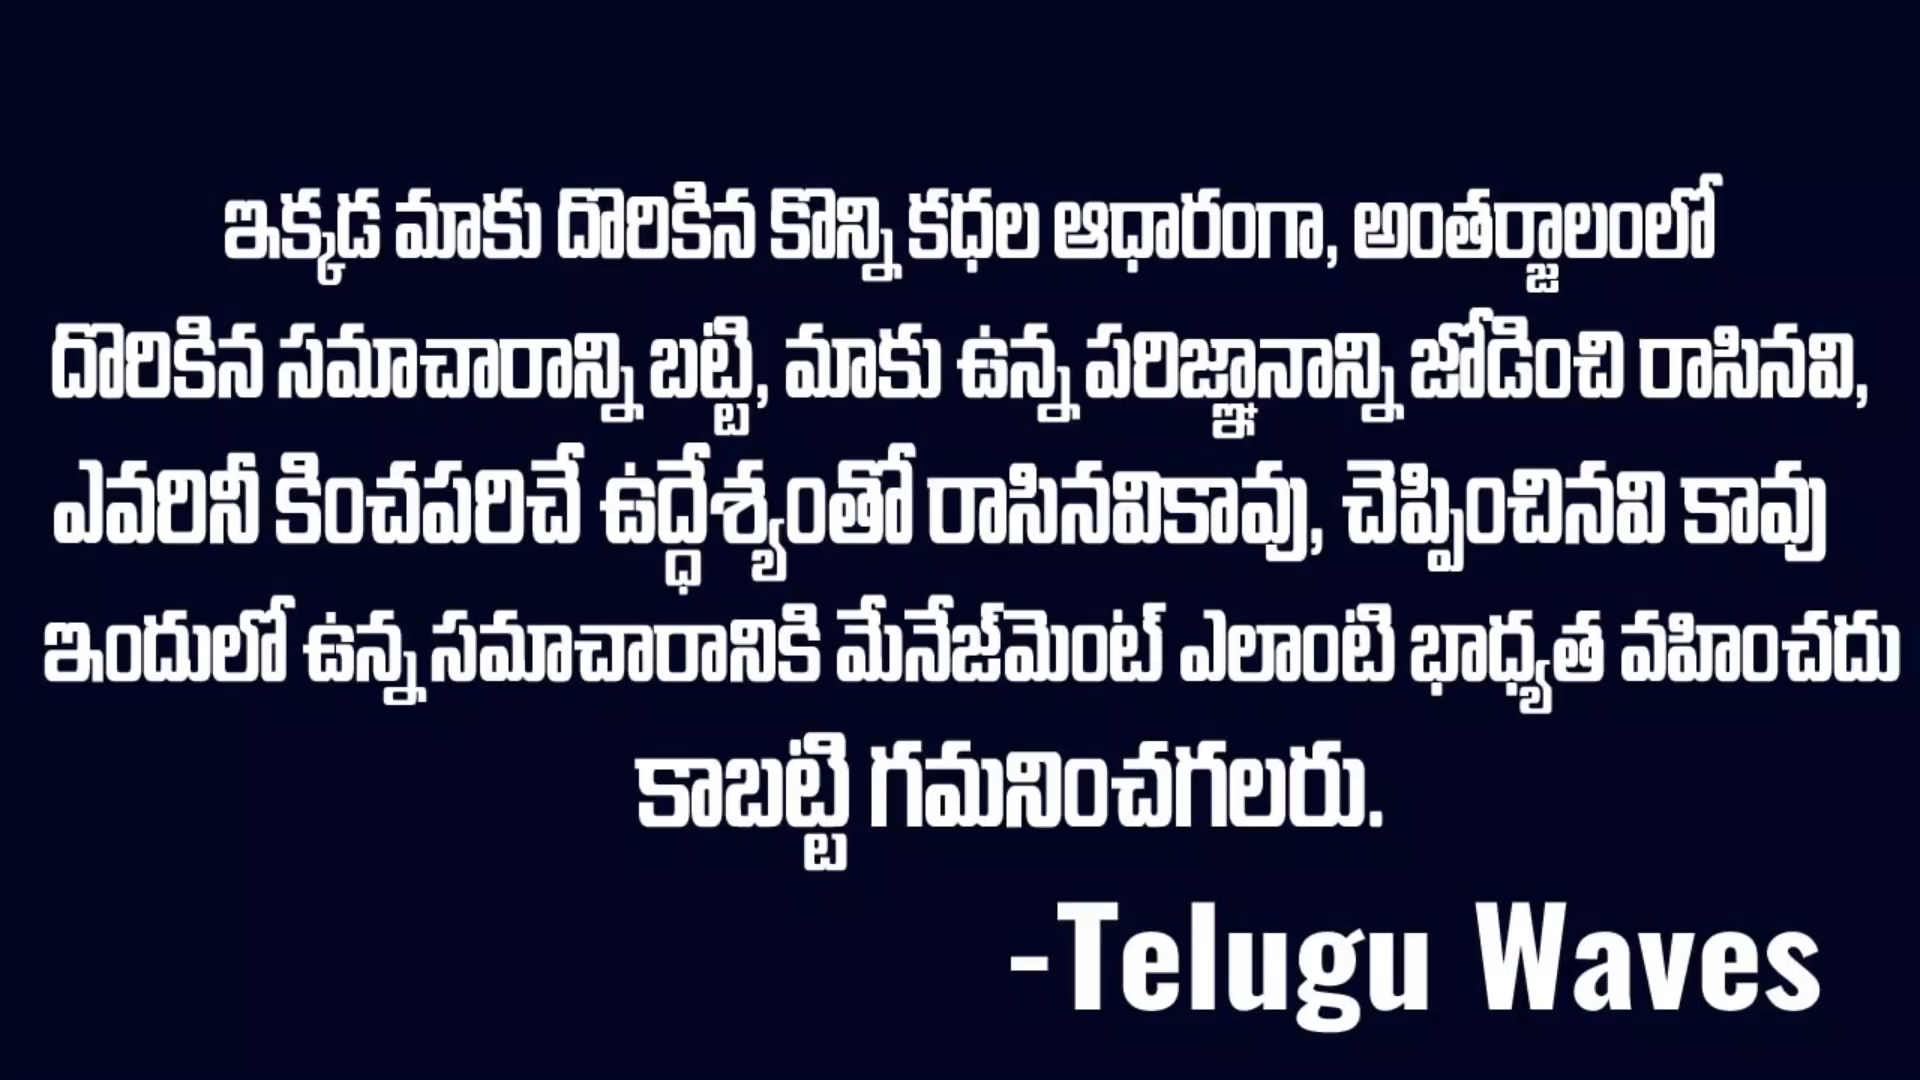 ఇక్కడ మాకు దొరికిన కొన్ని కధల ఆధారంగా, అంతర్జాలంలో
దొరికిన సమాచారాన్ని బట్టి, మాకు ఉన్న పరిజ్ఞానాన్ని జోడించి రాసినవి,
ఎవరినీ కించపరిచే ఉద్ధేశ్యంతో రాసినవికావు, చెప్పించినవి కావు
ఇందులో ఉన్న సమాచారానికి మేనేజ్‌మెంట్ ఎలాంటి భాధ్యత వహించదు
కాబట్టి గమనించగలరు.
-Telugu Waves